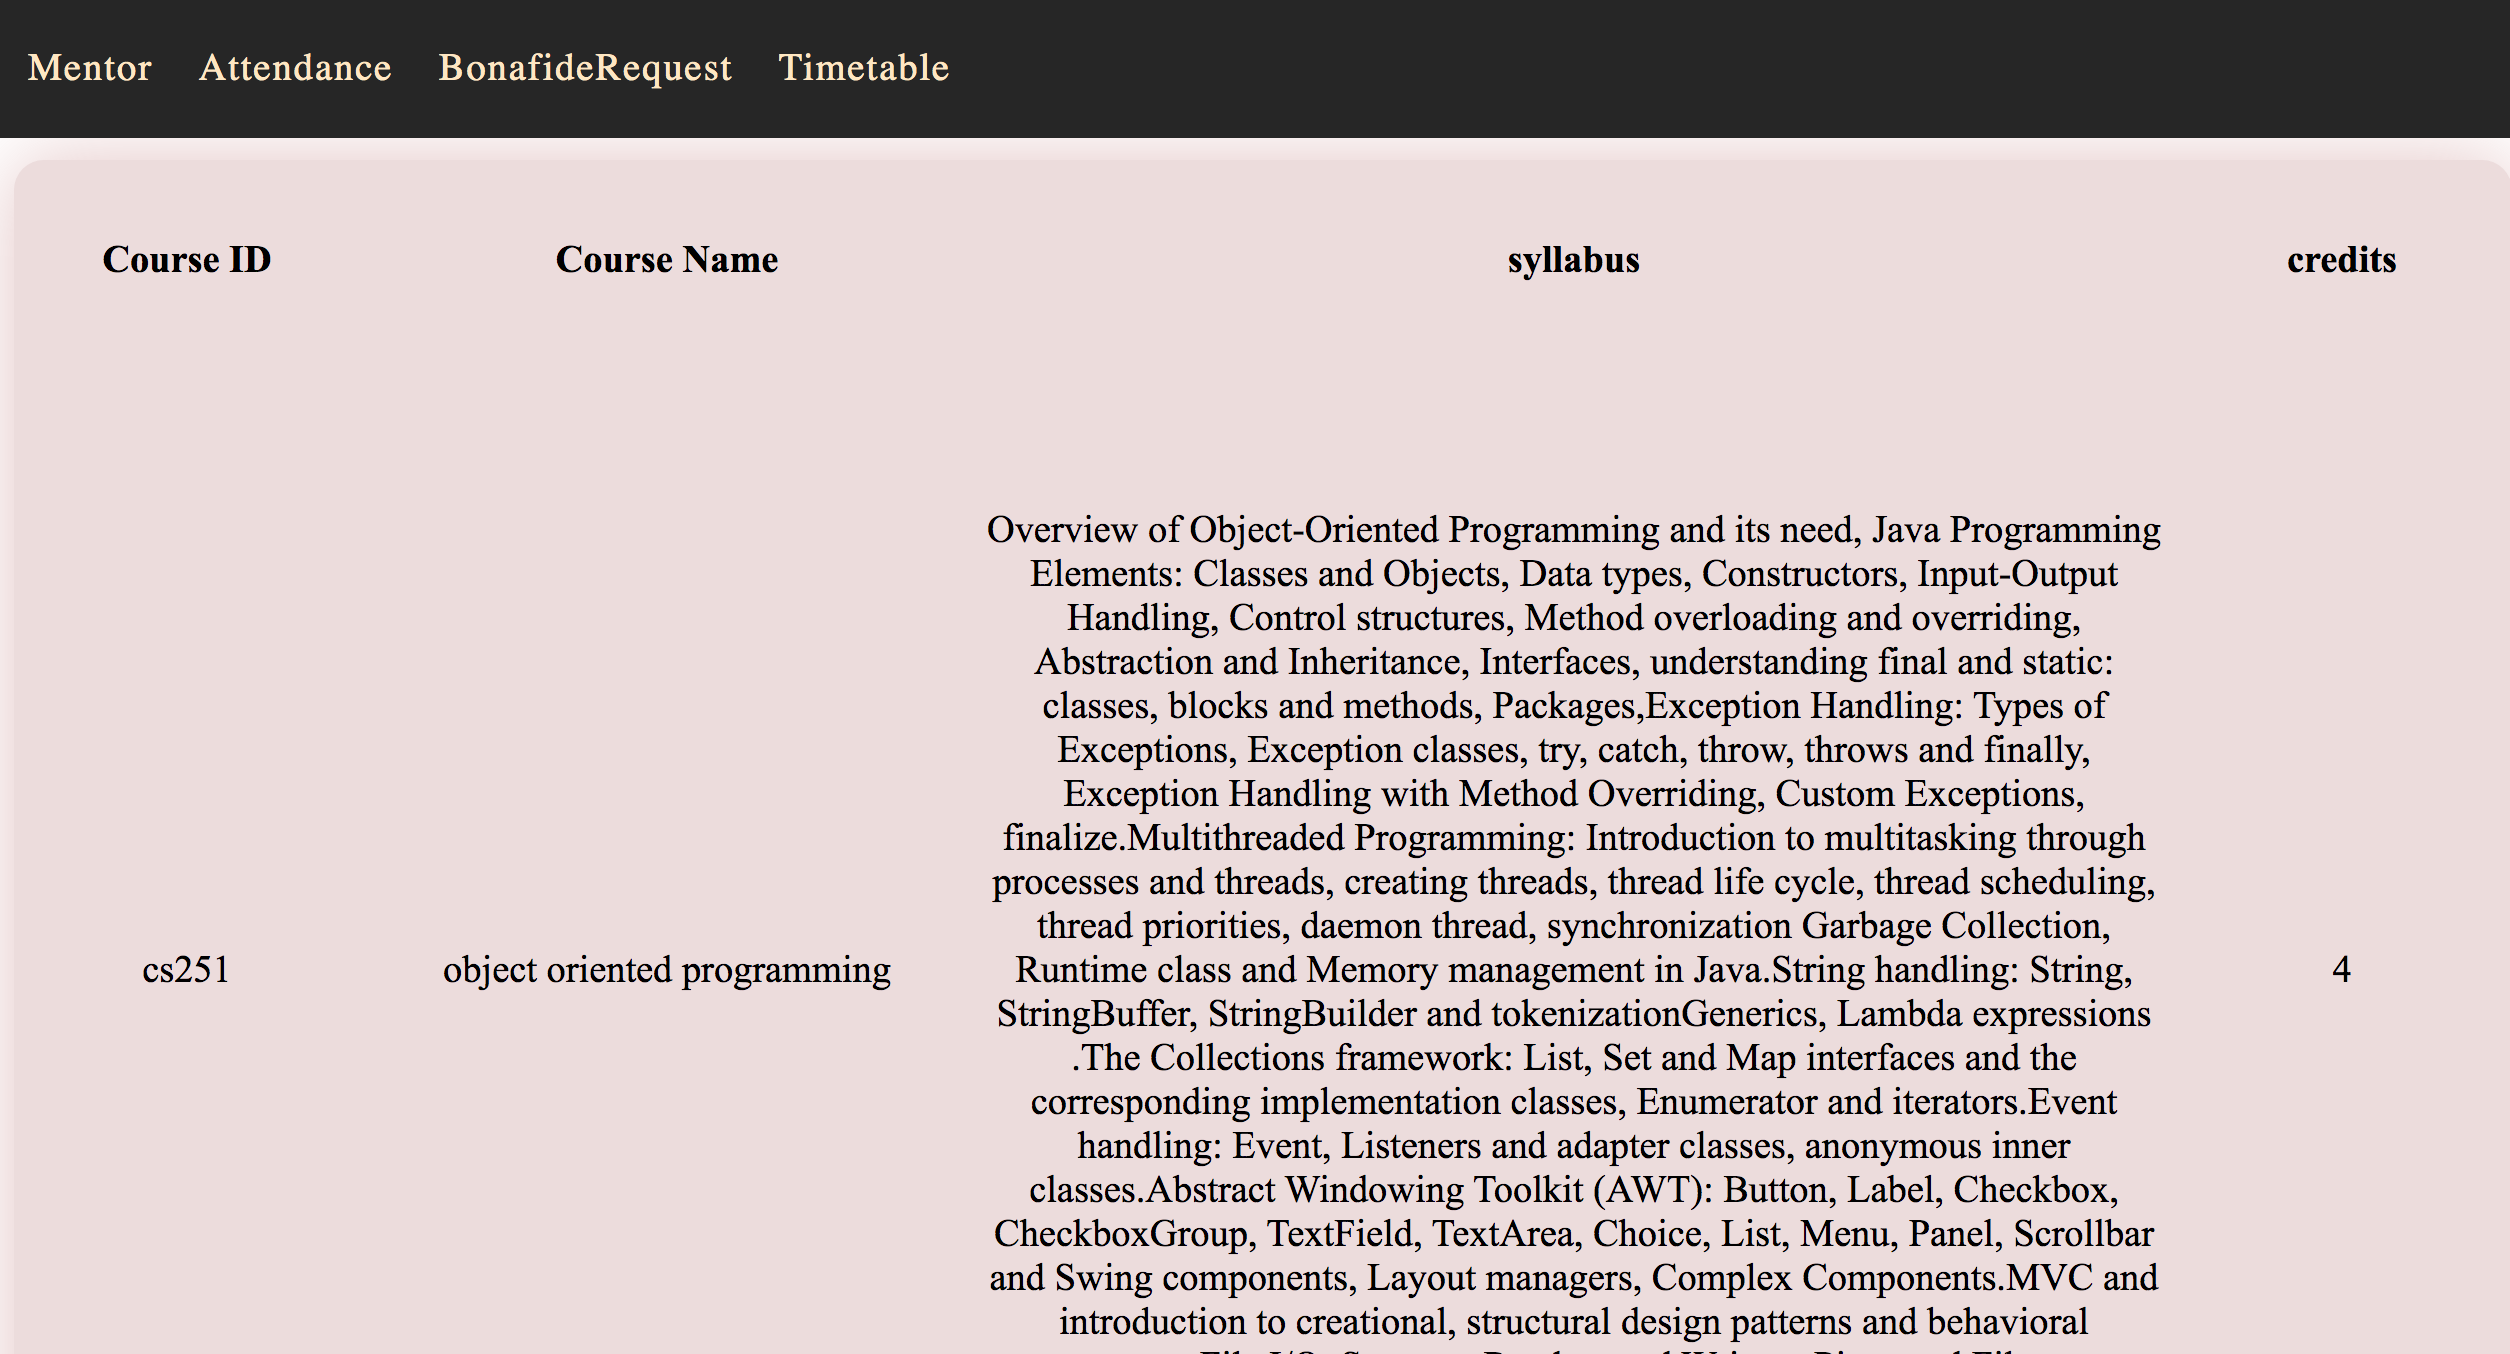 Mentor Attendance BonafideRequest Timetable
Course ID Course Name syllabus credits
Overview of Object-Oriented Programming and its need, Java Programming
Elements: Classes and Objects, Data types, Constructors, Input-Output
Handling, Control structures, Method overloading and overriding,
Abstraction and Inheritance, Interfaces, understanding final and static:
classes, blocks and methods, Packages,Exception Handling: Types of
Exceptions, Exception classes, try, catch, throw, throws and finally,
Exception Handling with Method Overriding, Custom Exceptions,
finalize.Multithreaded Programming: Introduction to multitasking through
processes and threads, creating threads, thread life cycle, thread scheduling,
thread priorities, daemon thread, synchronization Garbage Collection,
cs251 object oriented programming Runtime class and Memory management in Java.String handling: String, 4
StringBuffer, StringBuilder and tokenizationGenerics, Lambda expressions
.The Collections framework: List, Set and Map interfaces and the
corresponding implementation classes, Enumerator and iterators.Event
handling: Event, Listeners and adapter classes, anonymous inner
classes.Abstract Windowing Toolkit (AWT): Button, Label, Checkbox,
CheckboxGroup, TextField, TextArea, Choice, List, Menu, Panel, Scrollbar
and Swing components, Layout managers, Complex Components.MVC and
introduction to creational, structural design patterns and behavioral